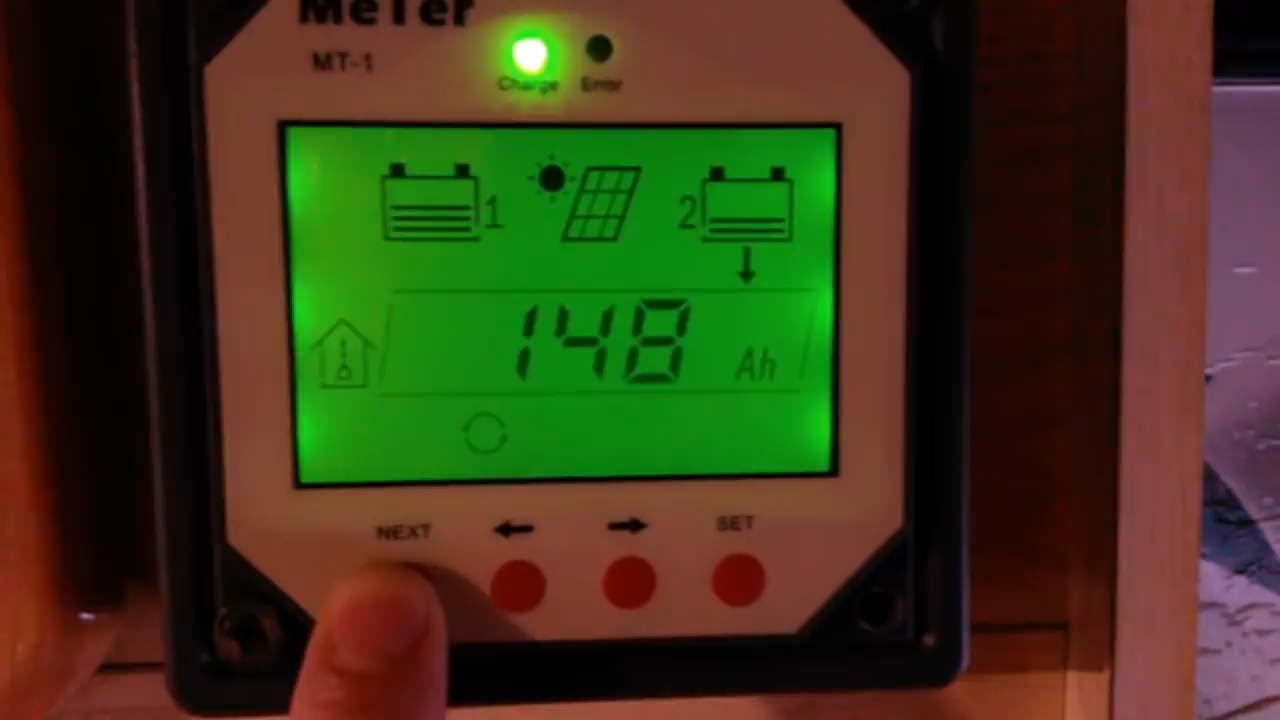 MeTer
MT-1
Charge Error
1 2
148 Ah
NEXT ← → SET